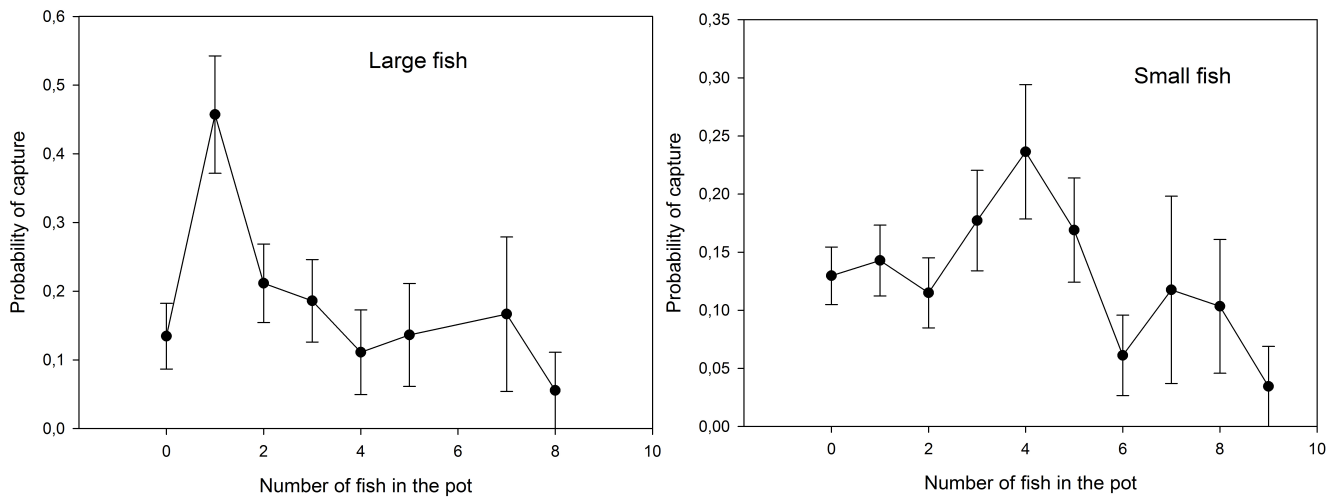 Large fish
Probability of capture
0,6
0,5
0,4
0,3
0,2
0,1
0,0
0 2 4 6 8 10
Number of fish in the pot
Small fish
Probability of capture
0,35
0,30
0,25
0,20
0,15
0,10
0,05
0,00
0 2 4 6 8 10
Number of fish in the pot